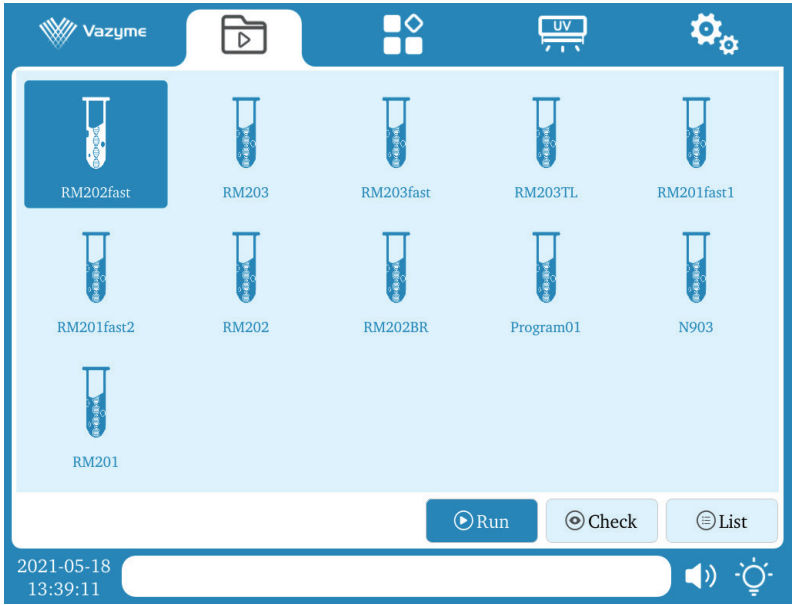 Vazyme
UV
RM202fast
RM203
RM203fast
RM203TL
RM201fast1
RM201fast2
RM202
RM202BR
Program01
N903
RM201
Run
Check
List
2021-05-18
13:39:11